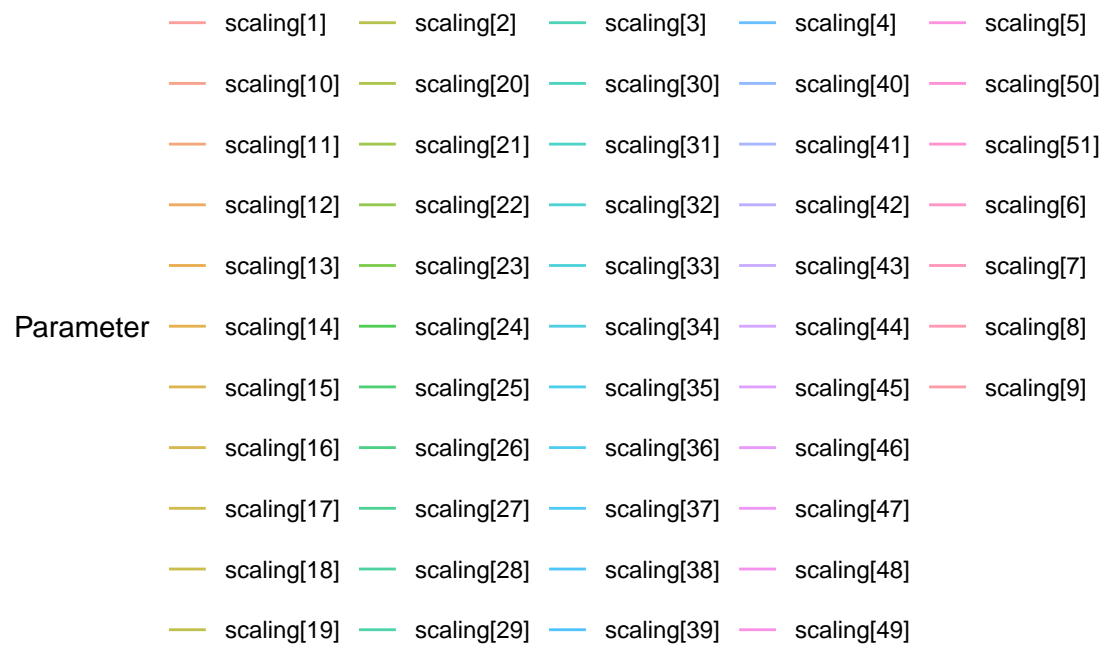 scaling[1] scaling[2] scaling[3] scaling[4] scaling[5]
scaling[10] scaling[20] scaling[30] scaling[40] scaling[50]
scaling[11] scaling[21] scaling[31] scaling[41] scaling[51]
scaling[12] scaling[22] scaling[32] scaling[42] scaling[6]
scaling[13] scaling[23] scaling[33] scaling[43] scaling[7]
Parameter scaling[14] scaling[24] scaling[34] scaling[44] scaling[8]
scaling[15] scaling[25] scaling[35] scaling[45] scaling[9]
scaling[16] scaling[26] scaling[36] scaling[46]
scaling[17] scaling[27] scaling[37] scaling[47]
scaling[18] scaling[28] scaling[38] scaling[48]
scaling[19] scaling[29] scaling[39] scaling[49]